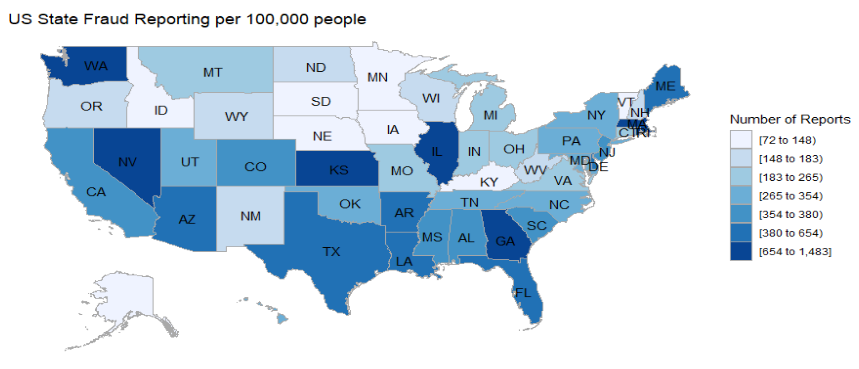 US State Fraud Reporting per 100,000 people
WA
MT
ND
MN
ME
OR
ID
SD
WI
VT
NH
WY
MI
NY
MA
CT
RI
NE
IA
PA
NJ
NV
UT
CO
KS
IL
IN
OH
MD
DE
CA
MO
KY
WV
VA
AZ
NM
OK
AR
TN
NC
TX
LA
MS
AL
GA
SC
FL
Number of Reports
[72 to 148)
[148 to 183)
[183 to 265)
[265 to 354)
[354 to 380)
[380 to 654)
[654 to 1,483]